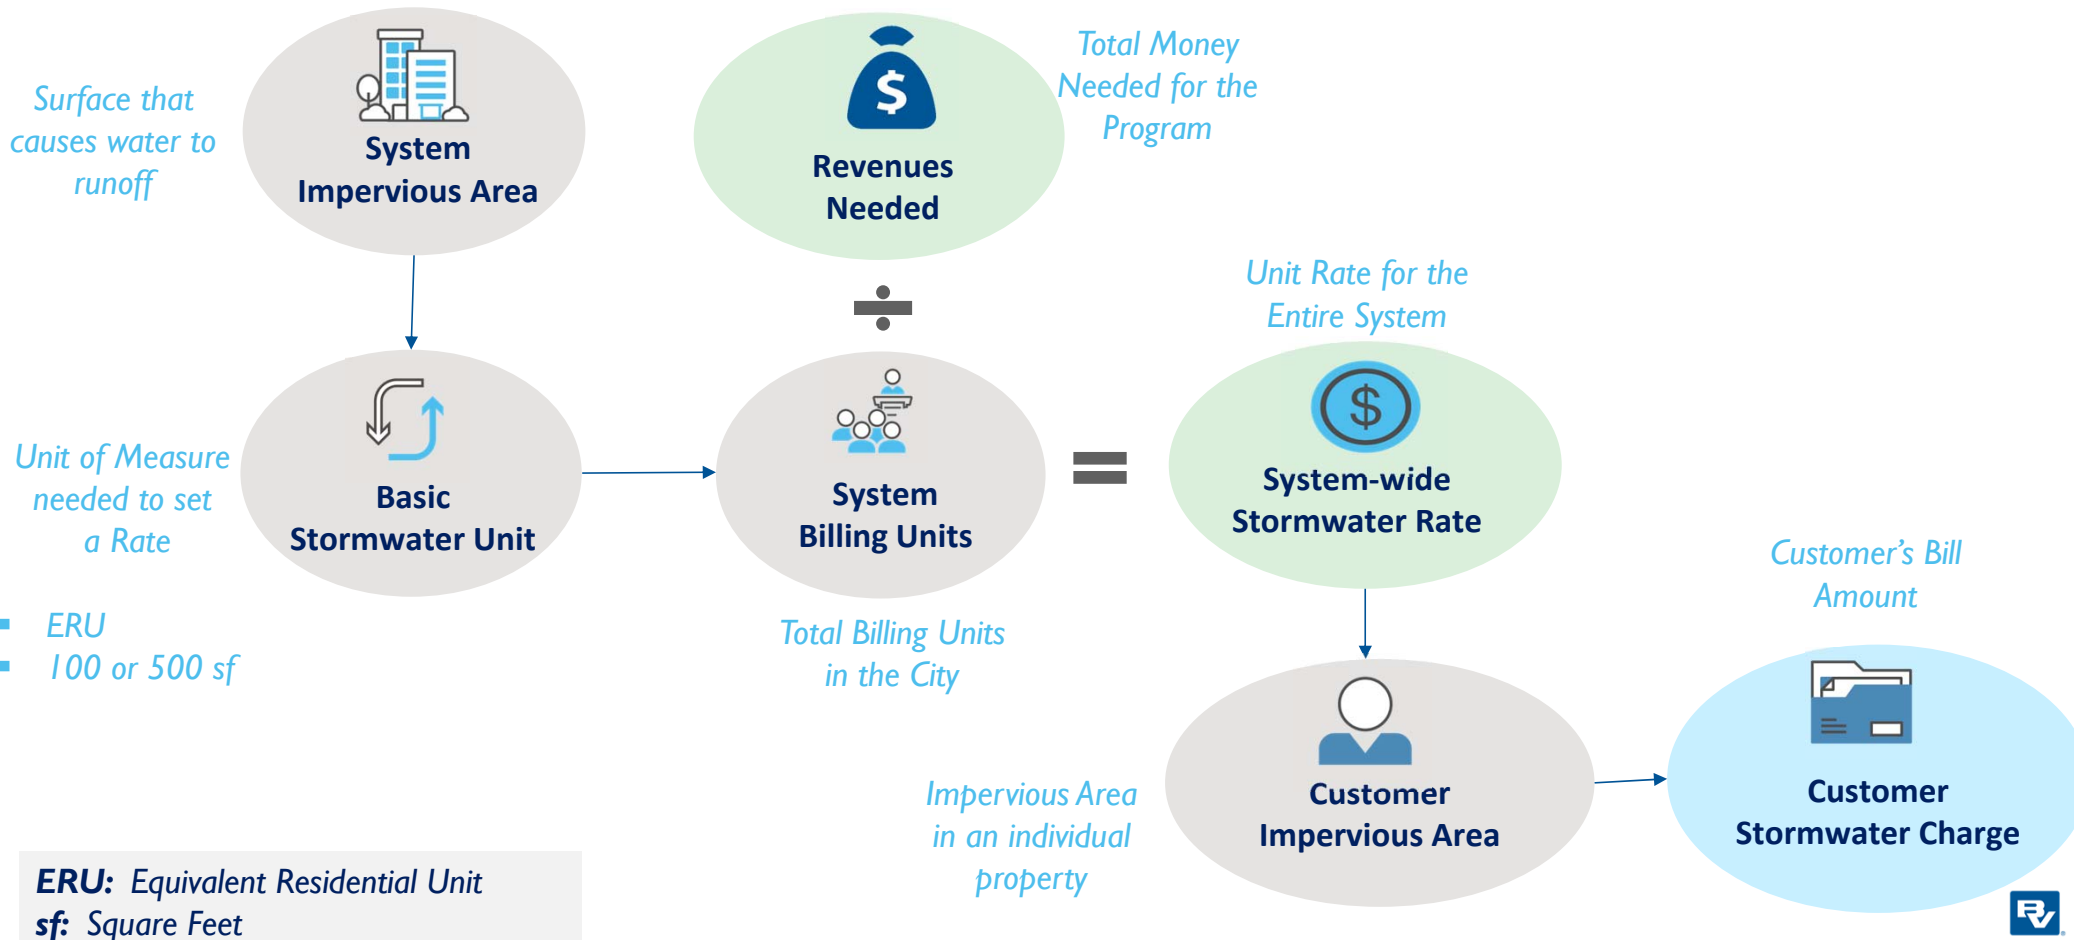 Surface that
causes water to
runoff
System
Impervious Area
$
Revenues
Needed
Total Money
Needed for the
Program
÷
Unit of Measure
needed to set
a Rate
▪ ERU
▪ 100 or 500 sf
Basic
Stormwater Unit
System
Billing Units
Total Billing Units
in the City
=
Unit Rate for the
Entire System
$
System-wide
Stormwater Rate
Impervious Area
in an individual
property
Customer
Impervious Area
Customer's Bill
Amount
Customer
Stormwater Charge
ERU: Equivalent Residential Unit
sf: Square Feet
BV